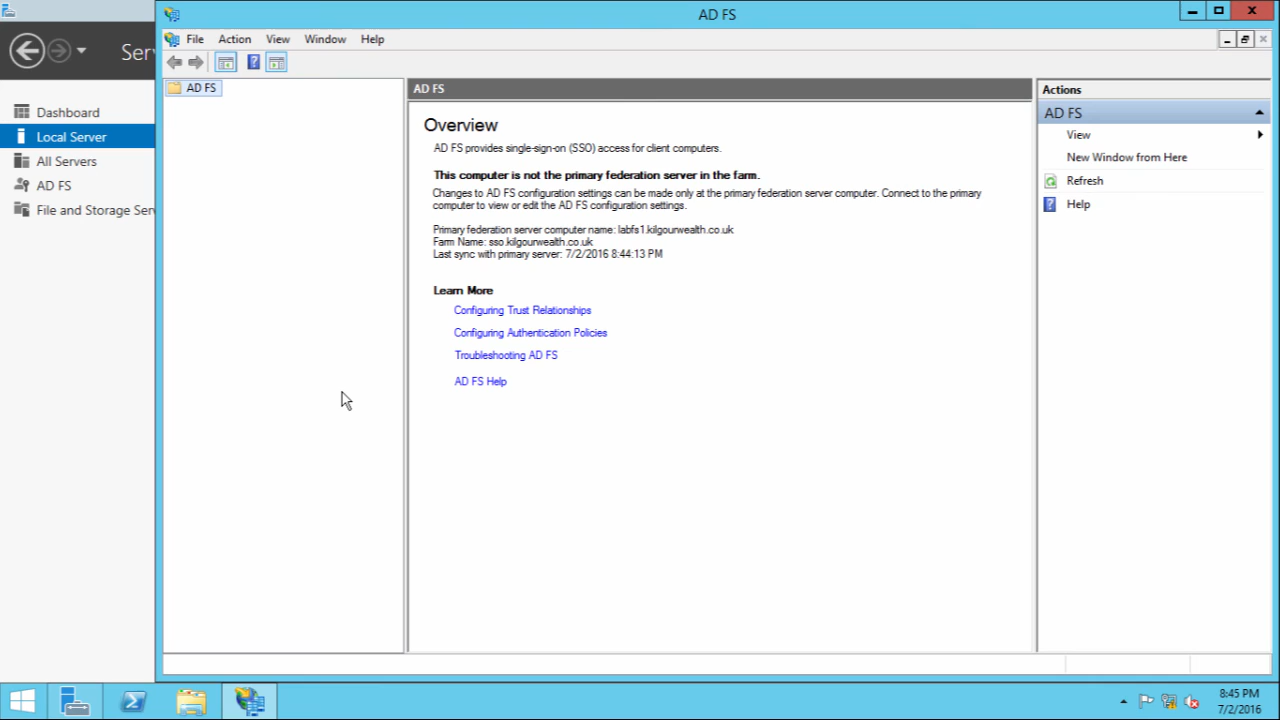 AD FS
Serv
File Action View Window Help
Dashboard
Local Server
All Servers
AD FS
File and Storage Serv
AD FS
AD FS
Overview
AD FS provides single-sign-on (SSO) access for client computers.
This computer is not the primary federation server in the farm.
Changes to AD FS configuration settings can be made only at the primary federation server computer. Connect to the primary
computer to view or edit the AD FS configuration settings.
Primary federation server computer name: labfs1.kilgourwealth.co.uk
Farm Name: sso.kilgourwealth.co.uk
Last sync with primary server: 7/2/2016 8:44:13 PM
Learn More
Configuring Trust Relationships
Configuring Authentication Policies
Troubleshooting AD FS
AD FS Help
Actions
AD FS
View
New Window from Here
Refresh
Help
8:45 PM
7/2/2016